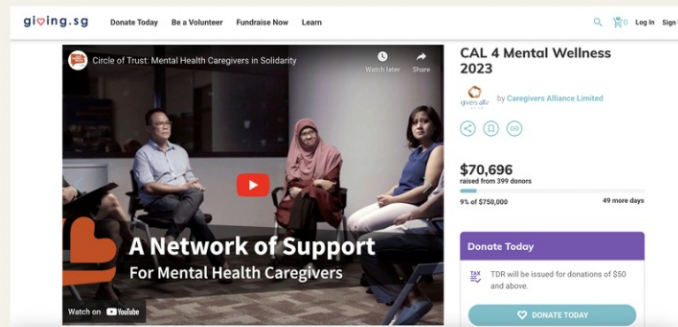 giving.sg
Donate Today
Be a Volunteer
Fundraise Now
Learn
0
Log In
Sign
Circle of Trust: Mental Health Caregivers in Solidarity
Watch later
Share
A Network of Support
For Mental Health Caregivers
Watch on YouTube
CAL 4 Mental Wellness
2023
by Caregivers Alliance Limited
$70,696
raised from 399 donors
9% of $750,000
49 more days
Donate Today
TAX
TDR will be issued for donations of $50
and above.
DONATE TODAY